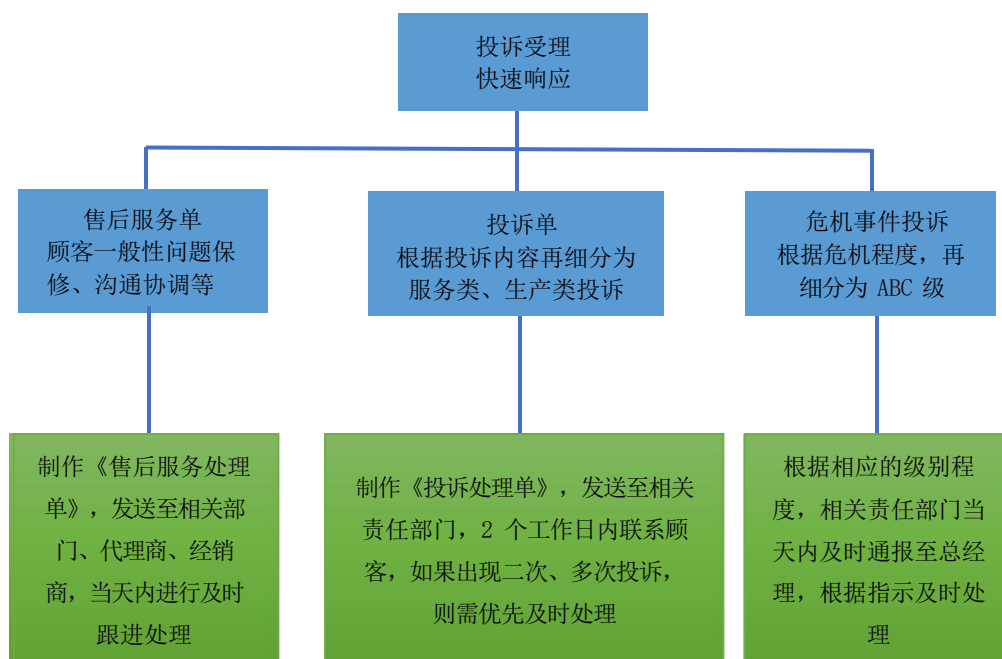 投诉受理
快速响应
售后服务单
顾客一般性问题保
修、沟通协调等
投诉单
根据投诉内容再细分为
服务类、生产类投诉
危机事件投诉
根据危机程度，再
细分为 ABC 级
制作《售后服务处理
单》，发送至相关部
门、代理商、经销
商，当天内进行及时
跟进处理
制作《投诉处理单》，发送至相关
责任部门，2 个工作日内联系顾
客，如果出现二次、多次投诉，
则需优先及时处理
根据相应的级别程
度，相关责任部门当
天内及时通报至总经
理，根据指示及时处
理